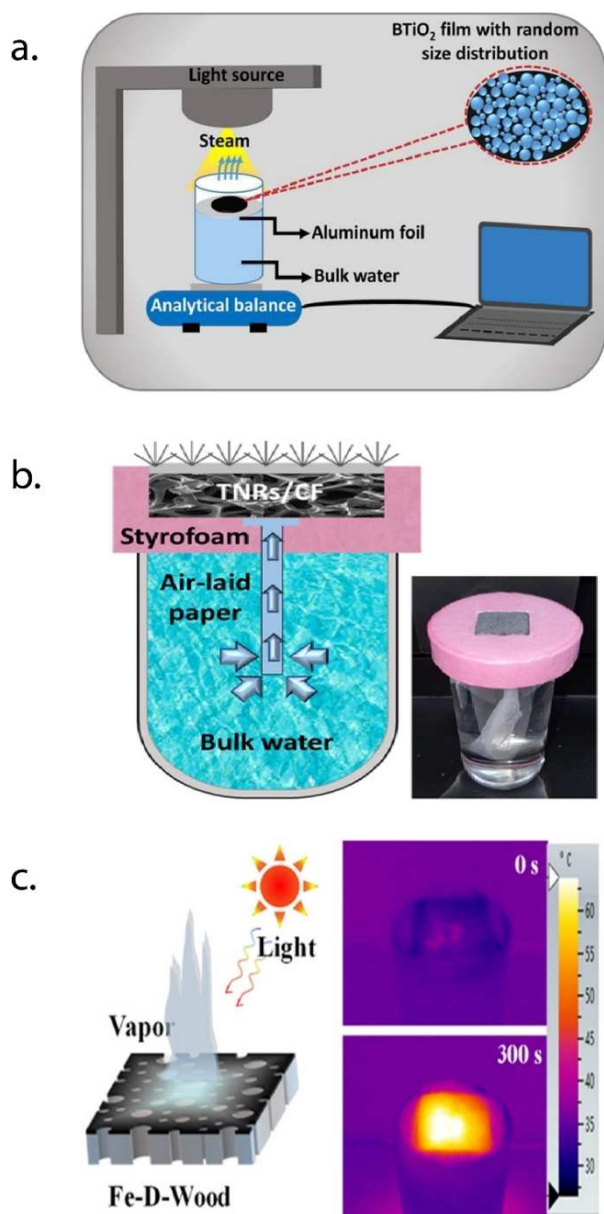 a.
BTiO₂ film with random
size distribution
Light source
Steam
Aluminum foil
Bulk water
Analytical balance
b.
TNRs/CF
Styrofoam
Air-laid
paper
Bulk water
c.
Light
Vapor
Fe-D-Wood
0 s
300 s
° C
60
55
50
45
40
35
30